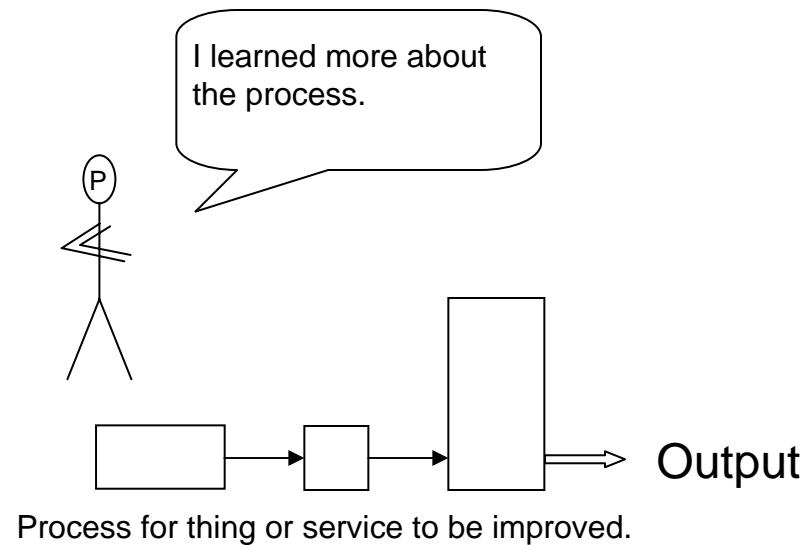 I learned more about
the process.
P
Output
Process for thing or service to be improved.